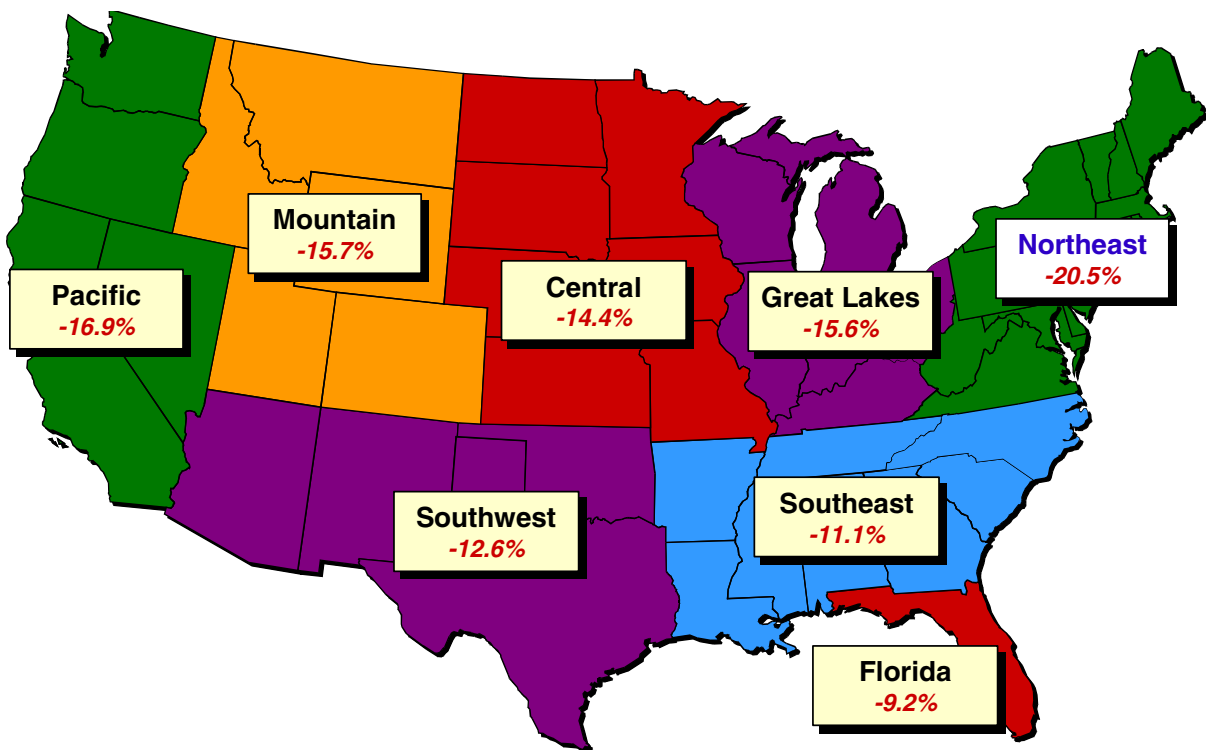 Mountain
-15.7%
Northeast
-20.5%
Pacific
-16.9%
Central
-14.4%
Great Lakes
-15.6%
Southwest
-12.6%
Southeast
-11.1%
Florida
-9.2%